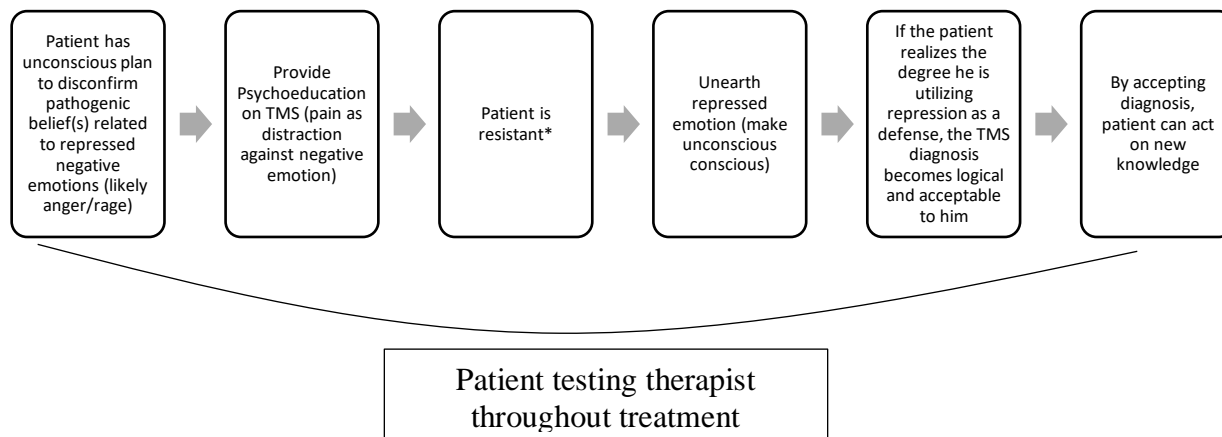 Patient has
unconscious plan
to disconfirm
pathogenic
belief(s) related
to repressed
negative
emotions (likely
anger/rage)
Provide
Psychoeducation
on TMS (pain as
distraction
against negative
emotion)
Patient is
resistant*
Unearth
repressed
emotion (make
unconscious
conscious)
If the patient
realizes the
degree he is
utilizing
repression as a
defense, the TMS
diagnosis
becomes logical
and acceptable
to him
By accepting
diagnosis,
patient can act
on new
knowledge
Patient testing therapist
throughout treatment